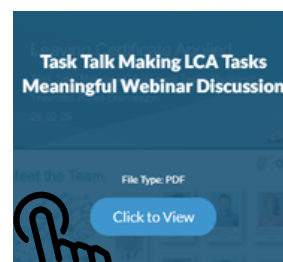 Task Talk Making LCA Tasks
Meaningful Webinar Discussion
File Type: PDF
Click to View